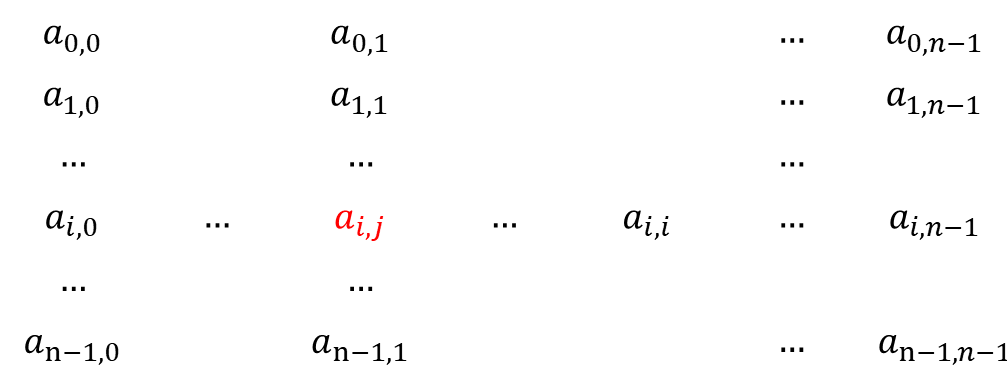 a₀,₀ a₀,₁ ... a₀,ₙ₋₁
a₁,₀ a₁,₁ ... a₁,ₙ₋₁
... ... ...
aᵢ,₀ ... aᵢ,ⱼ ... aᵢ,ᵢ ... aᵢ,ₙ₋₁
... ...
aₙ₋₁,₀ aₙ₋₁,₁ ... aₙ₋₁,ₙ₋₁